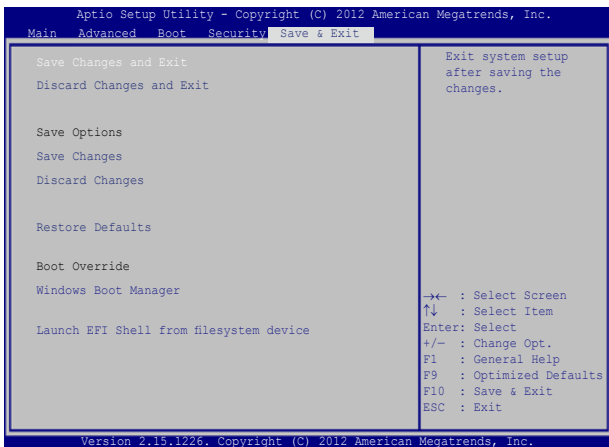 Aptio Setup Utility - Copyright (C) 2012 American Megatrends, Inc.
Main Advanced Boot Security Save & Exit
Save Changes and Exit
Discard Changes and Exit
Save Options
Save Changes
Discard Changes
Restore Defaults
Boot Override
Windows Boot Manager
Launch EFI Shell from filesystem device
Exit system setup
after saving the
changes.
→← : Select Screen
↑↓ : Select Item
Enter: Select
+/— : Change Opt.
F1 : General Help
F9 : Optimized Defaults
F10 : Save & Exit
ESC : Exit
Version 2.15.1226. Copyright (C) 2012 American Megatrends, Inc.